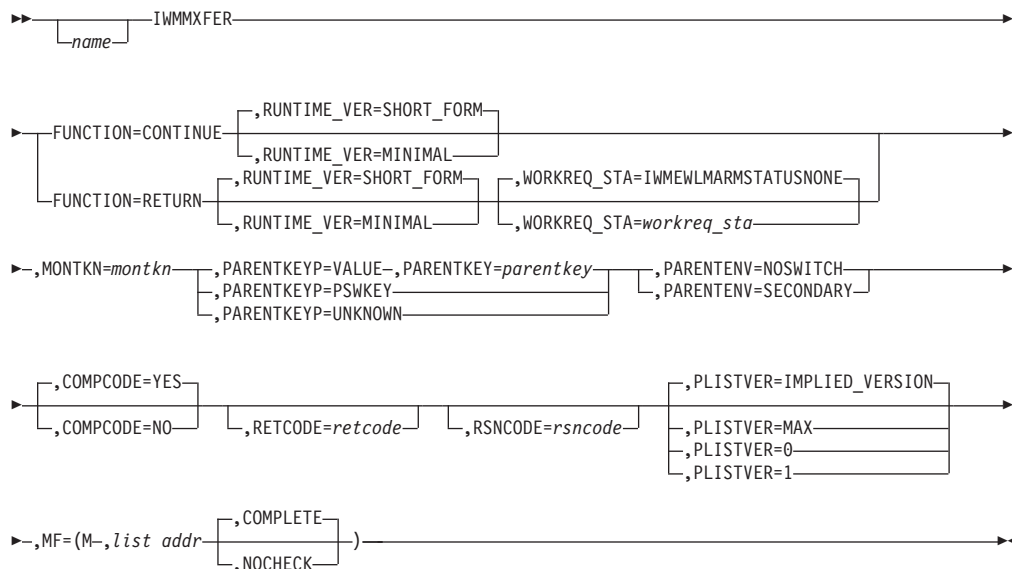 IWMMXFER
name
,RUNTIME_VER=SHORT_FORM
FUNCTION=CONTINUE
,RUNTIME_VER=MINIMAL
,RUNTIME_VER=SHORT_FORM ,WORKREQ_STA=IWMEWLMARMSTATUSNONE
FUNCTION=RETURN
,RUNTIME_VER=MINIMAL ,WORKREQ_STA=workreq_sta
,MONTKN=montkn ,PARENTKEYP=VALUE ,PARENTKEY=parentkey ,PARENTENV=NOSWITCH
,PARENTKEYP=PSWKEY ,PARENTENV=SECONDARY
,PARENTKEYP=UNKNOWN
,COMPCODE=YES ,PLISTVER=IMPLIED_VERSION
,COMPCODE=NO ,RETCODE=retcode ,RSNCODE=rsncode ,PLISTVER=MAX
,PLISTVER=0
,PLISTVER=1
,COMPLETE
,MF=(M ,list addr )
,NOCHECK